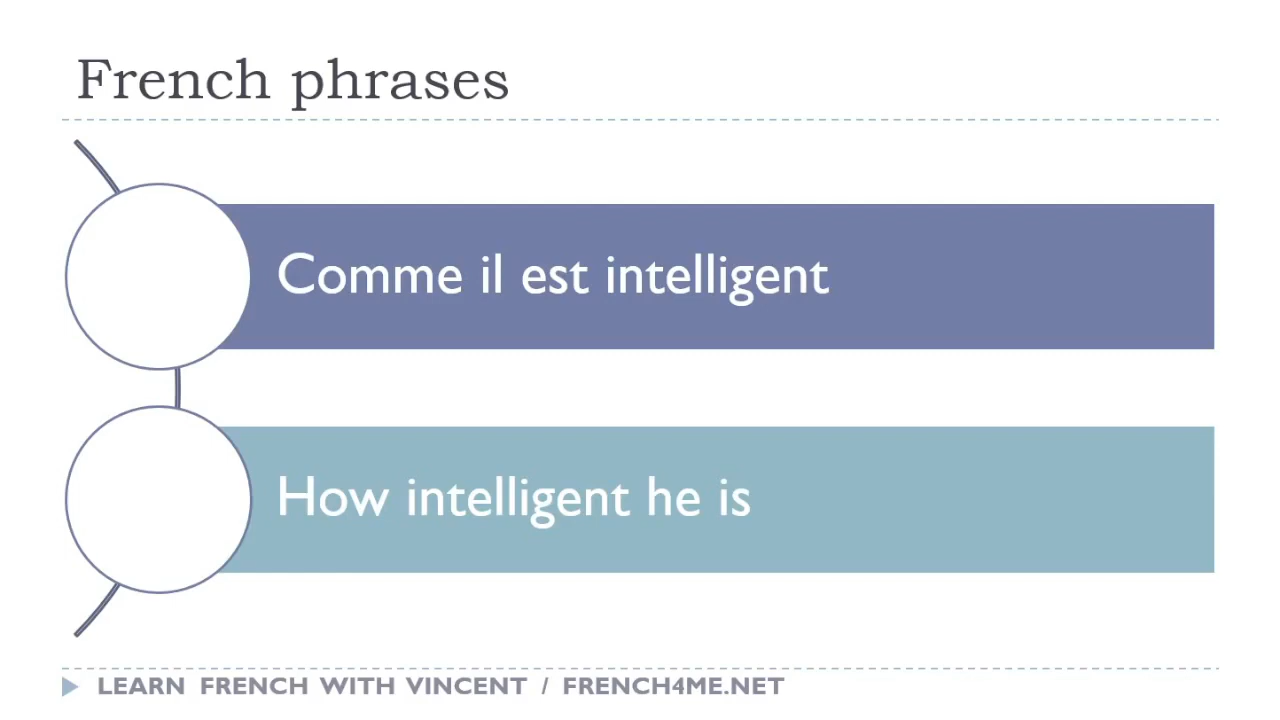 French phrases
Comme il est intelligent
How intelligent he is
LEARN FRENCH WITH VINCENT / FRENCH4ME.NET